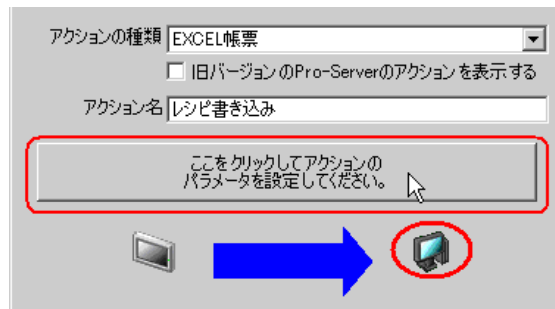 アクションの種類 EXCEL帳票
旧バージョンのPro-Serverのアクションを表示する
アクション名 レシピ書き込み
ここをクリックしてアクションの
パラメータを設定してください。